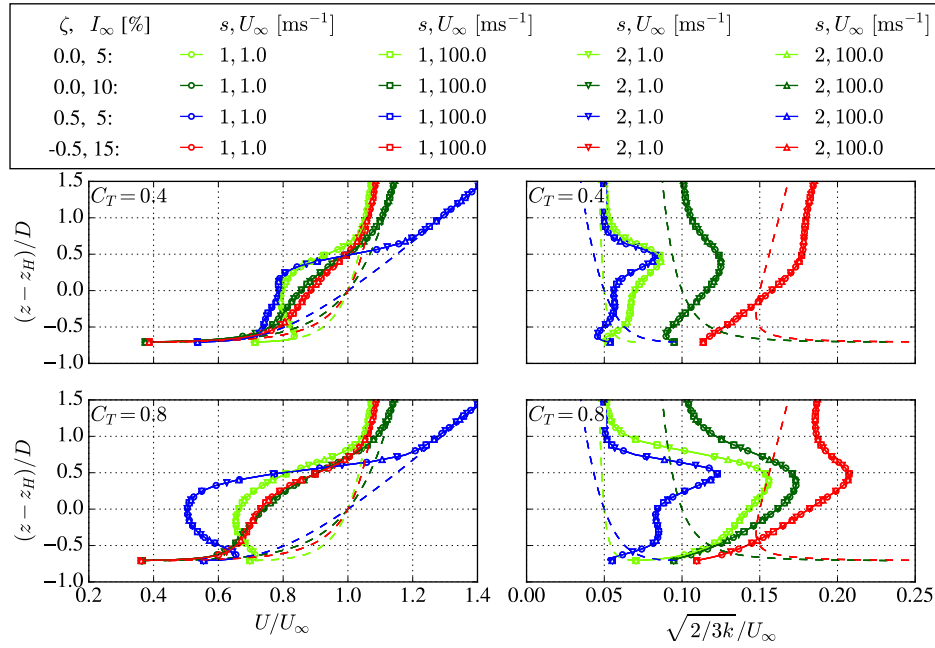 ζ, I∞ [%] s, U∞ [ms⁻¹] s, U∞ [ms⁻¹] s, U∞ [ms⁻¹] s, U∞ [ms⁻¹]
0.0, 5: 1, 1.0 1, 100.0 2, 1.0 2, 100.0
0.0, 10: 1, 1.0 1, 100.0 2, 1.0 2, 100.0
0.5, 5: 1, 1.0 1, 100.0 2, 1.0 2, 100.0
-0.5, 15: 1, 1.0 1, 100.0 2, 1.0 2, 100.0
C_T = 0.4
(z − z_H)/D
1.5
1.0
0.5
0.0
−0.5
−1.0
C_T = 0.4
C_T = 0.8
(z − z_H)/D
1.5
1.0
0.5
0.0
−0.5
−1.0
0.2 0.4 0.6 0.8 1.0 1.2 1.4
U/U∞
C_T = 0.8
0.00 0.05 0.10 0.15 0.20 0.25
√2/3k/U∞